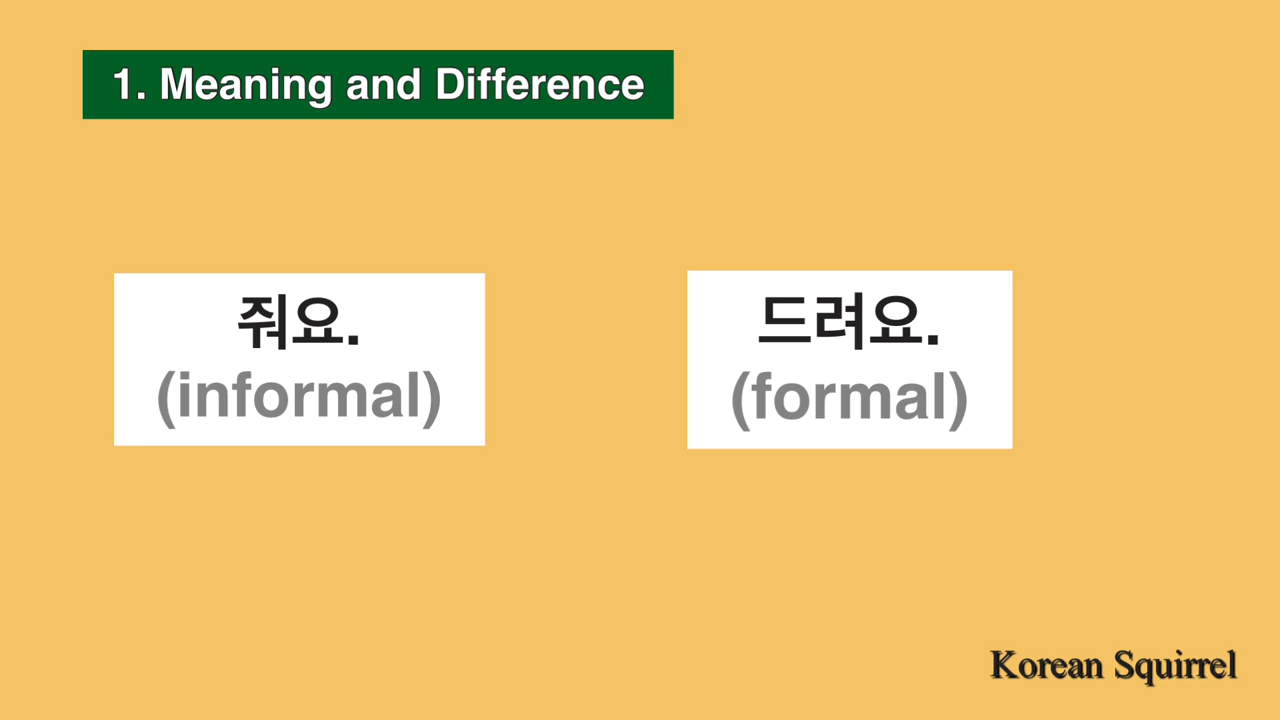 1. Meaning and Difference
줘요.
(informal)
드려요.
(formal)
Korean Squirrel